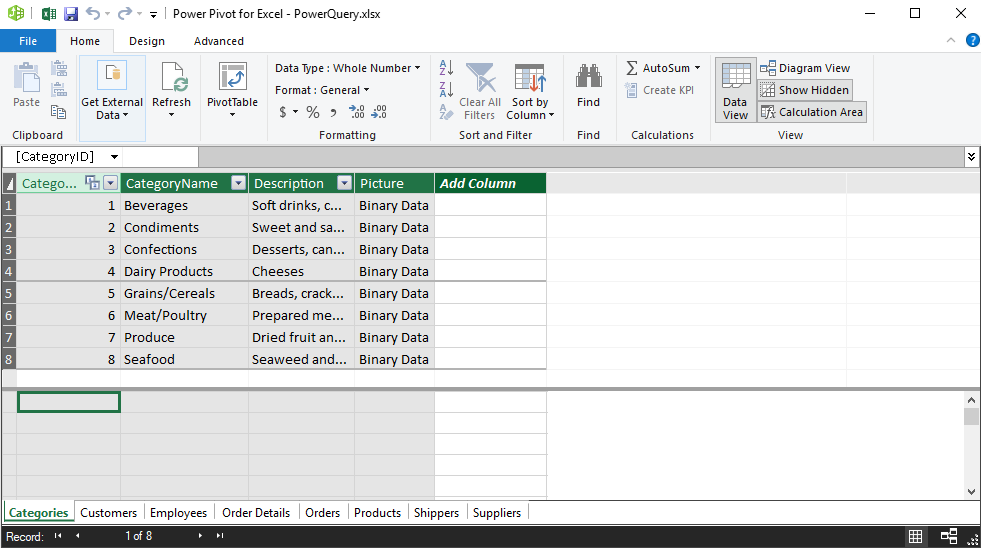 Power Pivot for Excel - PowerQuery.xlsx
File Home Design Advanced
Paste
Clipboard
Get External Data
Refresh
PivotTable
Data Type : Whole Number
Format : General
$ % , .00 .00
Formatting
A Z
Z A
Clear All Filters
Sort by Column
Sort and Filter
Find
Find
AutoSum
Create KPI
Calculations
Data View
Diagram View
Show Hidden
Calculation Area
View
[CategoryID]
Catego... CategoryName Description Picture Add Column
1 1 Beverages Soft drinks, c... Binary Data
2 2 Condiments Sweet and sa... Binary Data
3 3 Confections Desserts, can... Binary Data
4 4 Dairy Products Cheeses Binary Data
5 5 Grains/Cereals Breads, crack... Binary Data
6 6 Meat/Poultry Prepared me... Binary Data
7 7 Produce Dried fruit an... Binary Data
8 8 Seafood Seaweed and... Binary Data
Categories Customers Employees Order Details Orders Products Shippers Suppliers
Record: 1 of 8